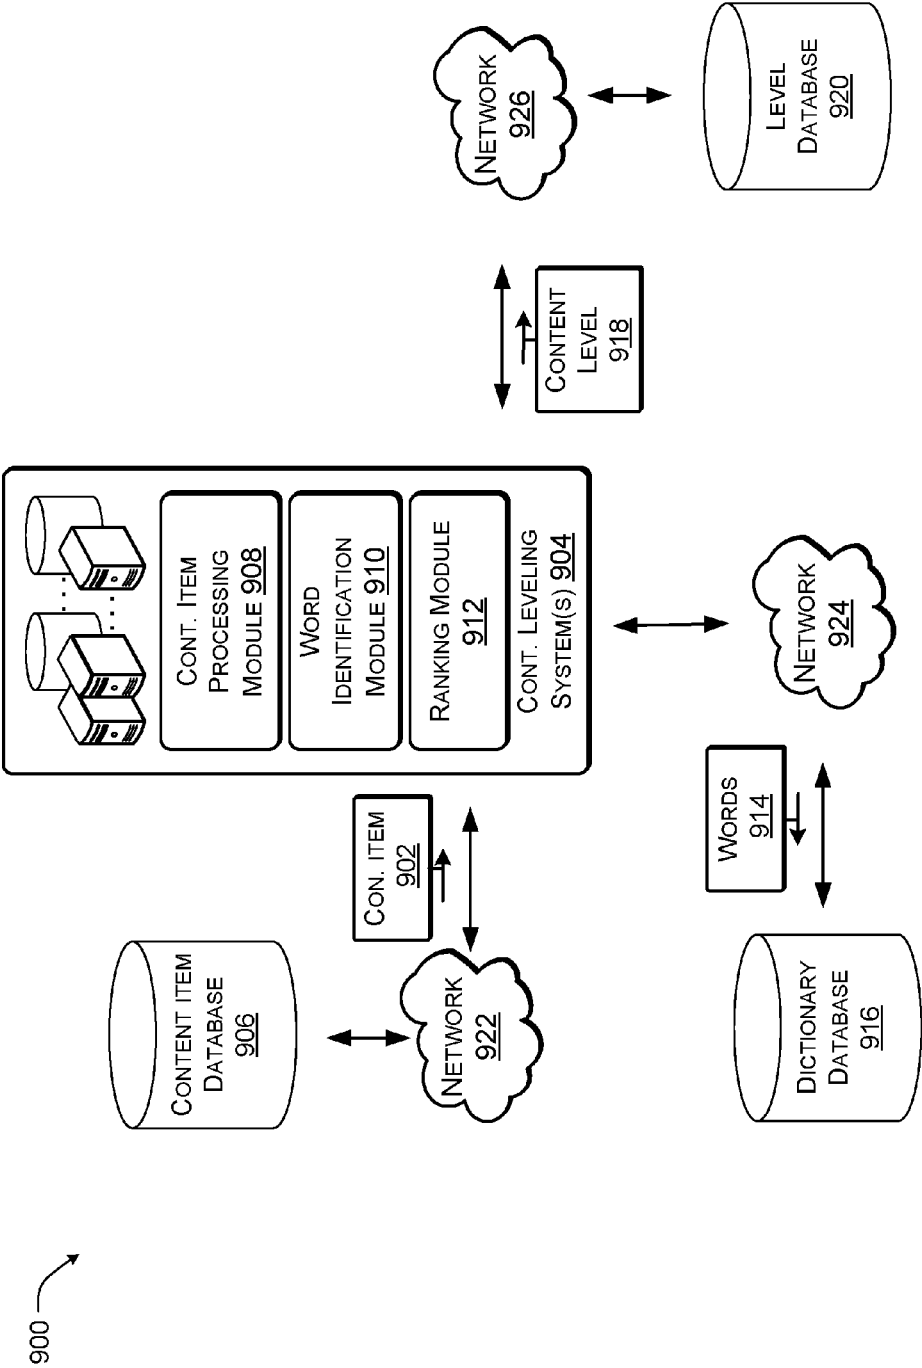 900
CONTENT ITEM
DATABASE
906
NETWORK
922
CON. ITEM
902
CONT. ITEM
PROCESSING
MODULE 908
WORD
IDENTIFICATION
MODULE 910
RANKING MODULE
912
CONT. LEVELING
SYSTEM(S) 904
CONTENT
LEVEL
918
NETWORK
926
LEVEL
DATABASE
920
DICTIONARY
DATABASE
916
WORDS
914
NETWORK
924